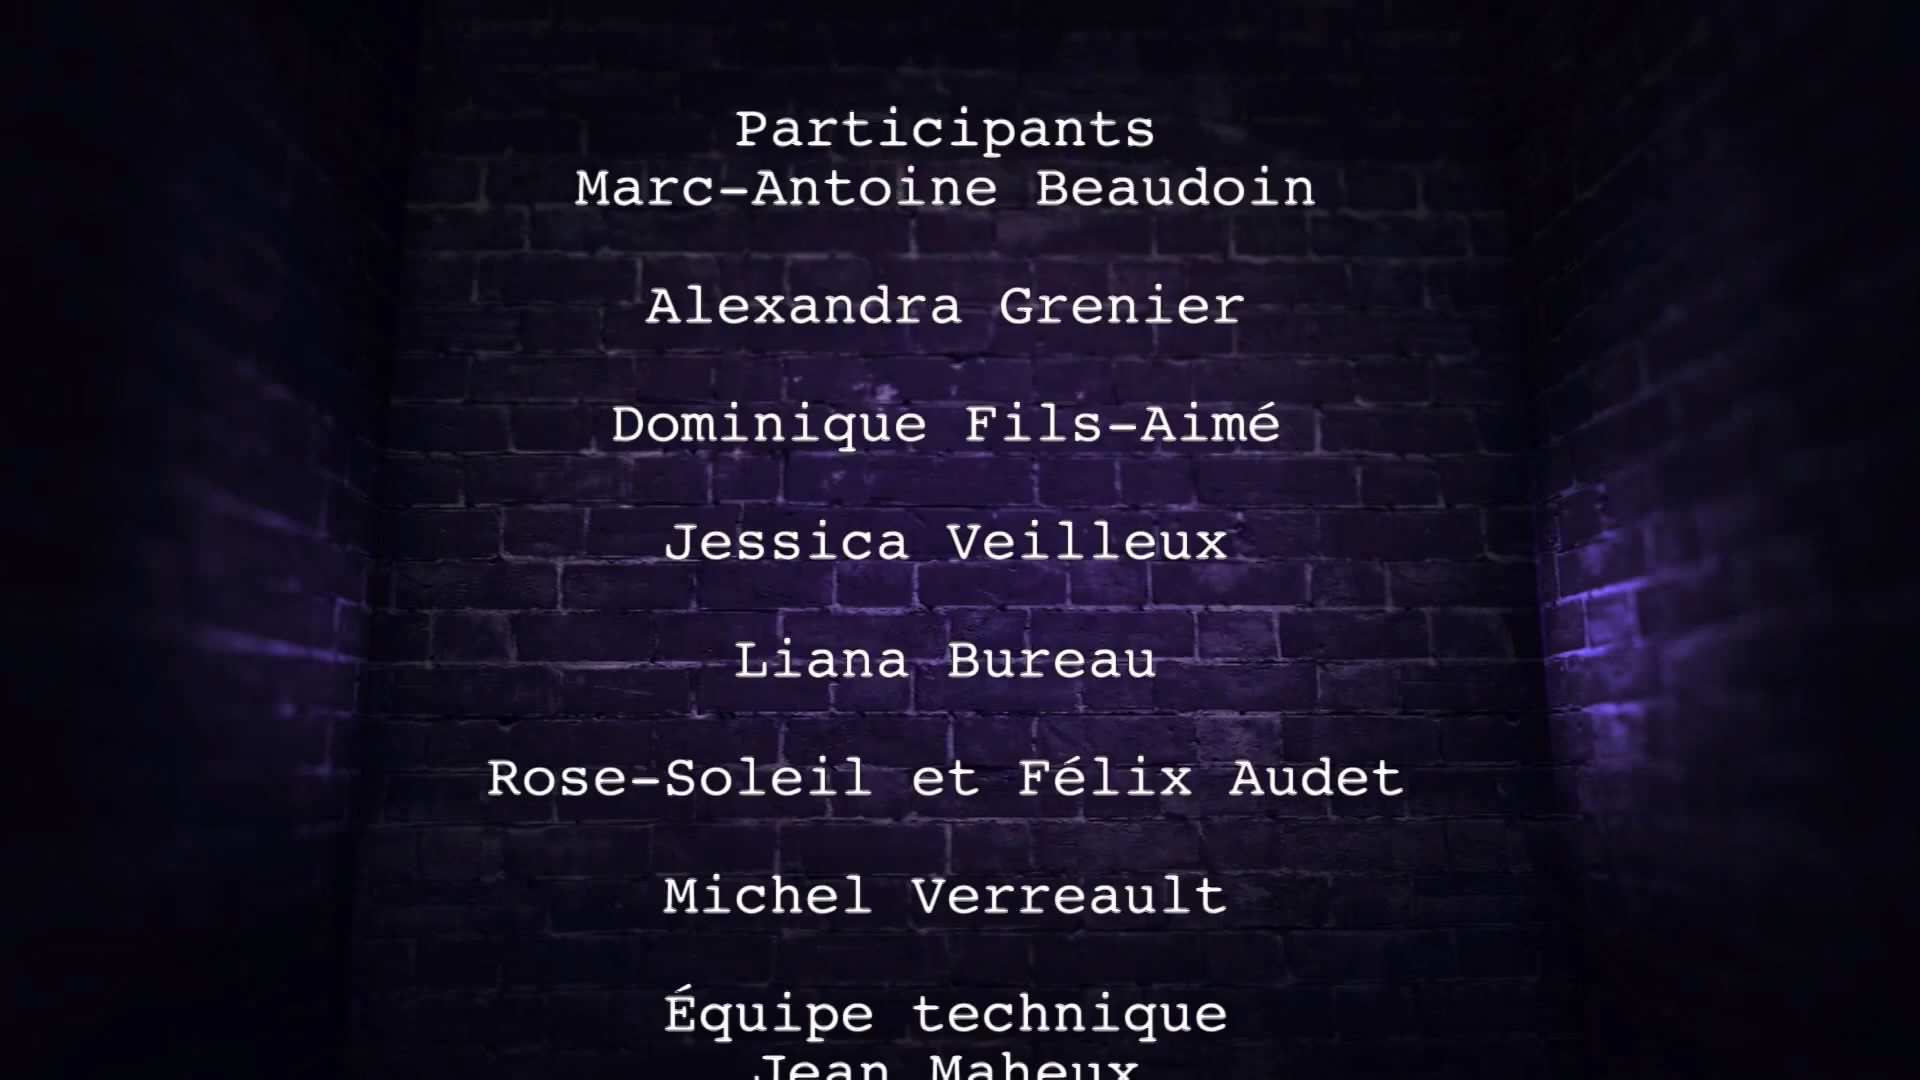 Participants
Marc-Antoine Beaudoin
Alexandra Grenier
Dominique Fils-Aimé
Jessica Veilleux
Liana Bureau
Rose-Soleil et Félix Audet
Michel Verreault
Équipe technique
Jean Maheux